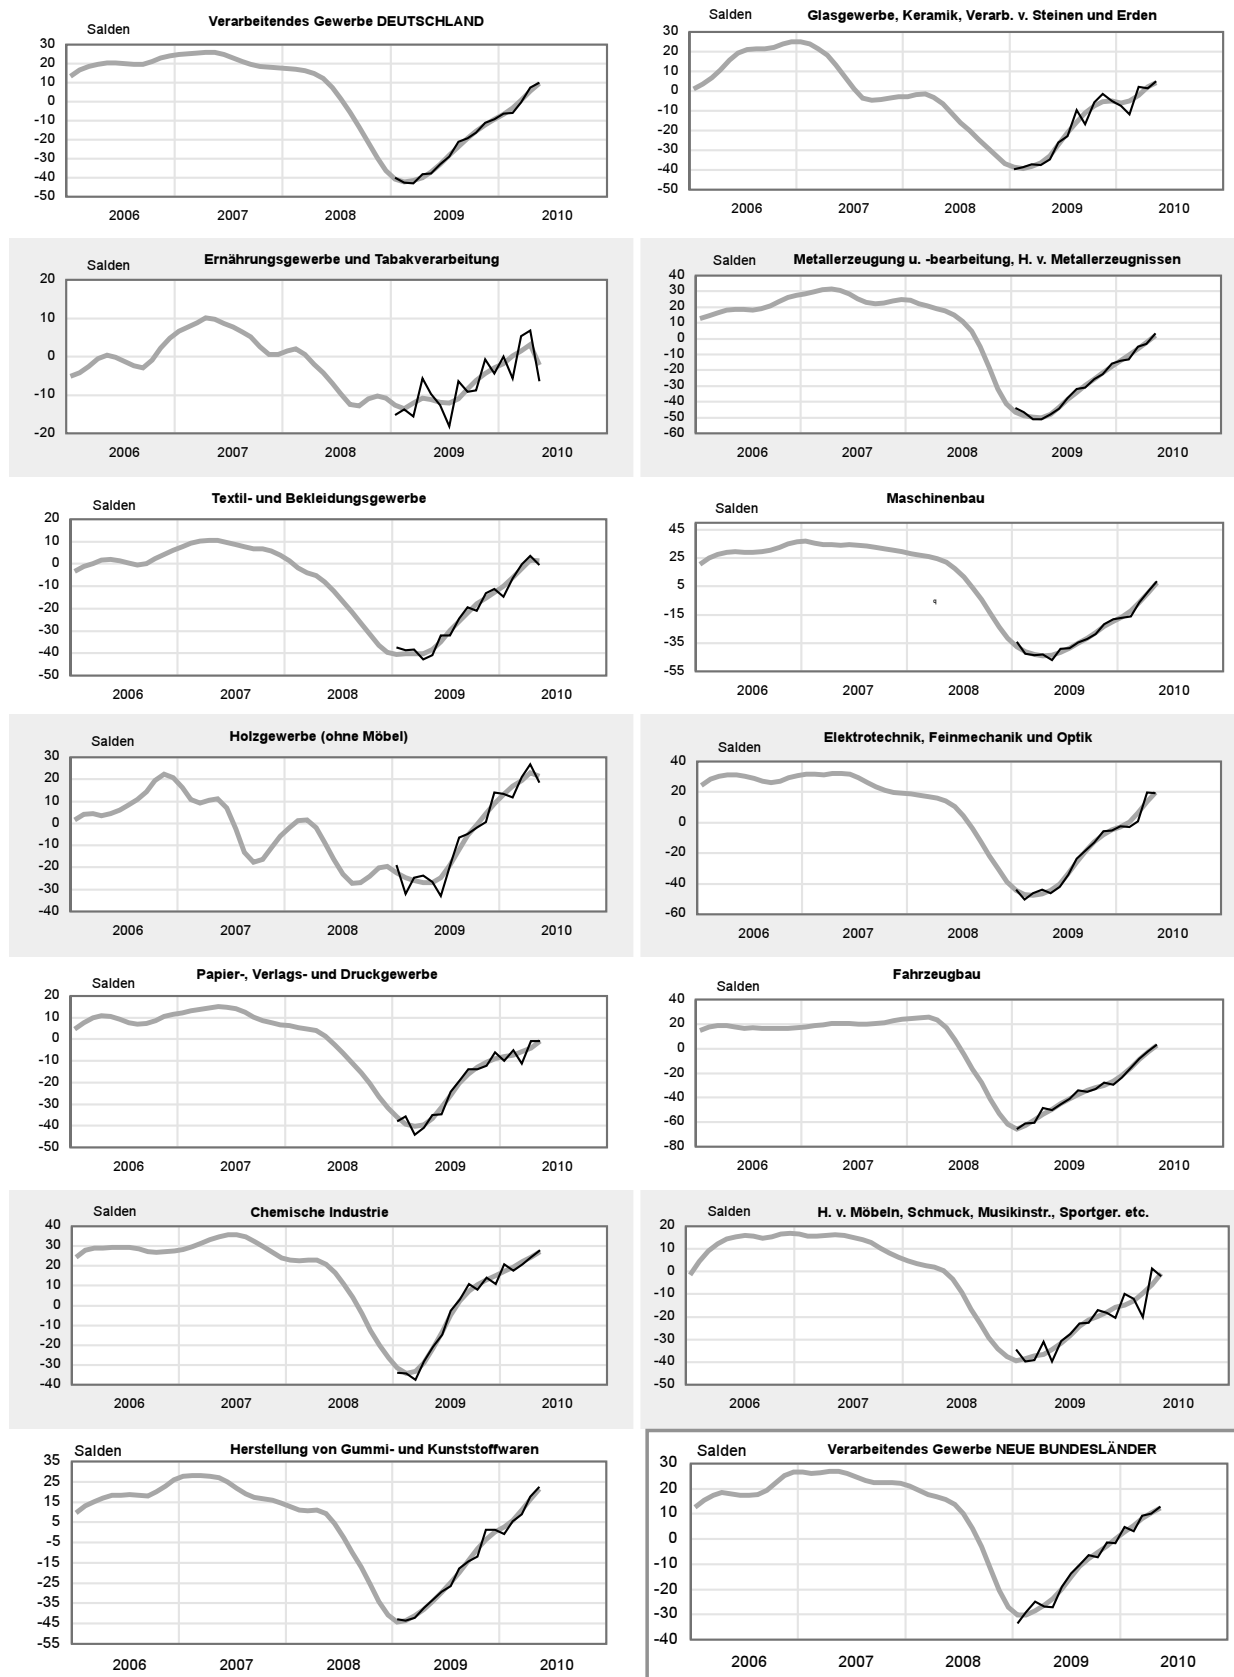 Verarbeitendes Gewerbe DEUTSCHLAND
Salden
30
20
10
0
-10
-20
-30
-40
-50
2006 2007 2008 2009 2010
Glasgewerbe, Keramik, Verarb. v. Steinen und Erden
Salden
30
20
10
0
-10
-20
-30
-40
-50
2006 2007 2008 2009 2010
Ernährungsgewerbe und Tabakverarbeitung
Salden
20
10
0
-10
-20
2006 2007 2008 2009 2010
Metallerzeugung u. -bearbeitung, H. v. Metallerzeugnissen
Salden
40
30
20
10
0
-10
-20
-30
-40
-50
-60
2006 2007 2008 2009 2010
Textil- und Bekleidungsgewerbe
Salden
20
10
0
-10
-20
-30
-40
-50
2006 2007 2008 2009 2010
Maschinenbau
Salden
45
25
5
-15
-35
-55
2006 2007 2008 2009 2010
Holzgewerbe (ohne Möbel)
Salden
30
20
10
0
-10
-20
-30
-40
2006 2007 2008 2009 2010
Elektrotechnik, Feinmechanik und Optik
Salden
40
20
0
-20
-40
-60
2006 2007 2008 2009 2010
Papier-, Verlags- und Druckgewerbe
Salden
20
10
0
-10
-20
-30
-40
-50
2006 2007 2008 2009 2010
Fahrzeugbau
Salden
40
20
0
-20
-40
-60
-80
2006 2007 2008 2009 2010
Chemische Industrie
Salden
40
30
20
10
0
-10
-20
-30
-40
2006 2007 2008 2009 2010
H. v. Möbeln, Schmuck, Musikinstr., Sportger. etc.
Salden
20
10
0
-10
-20
-30
-40
-50
2006 2007 2008 2009 2010
Herstellung von Gummi- und Kunststoffwaren
Salden
35
25
15
5
-5
-15
-25
-35
-45
-55
2006 2007 2008 2009 2010
Verarbeitendes Gewerbe NEUE BUNDESLÄNDER
Salden
30
20
10
0
-10
-20
-30
-40
2006 2007 2008 2009 2010